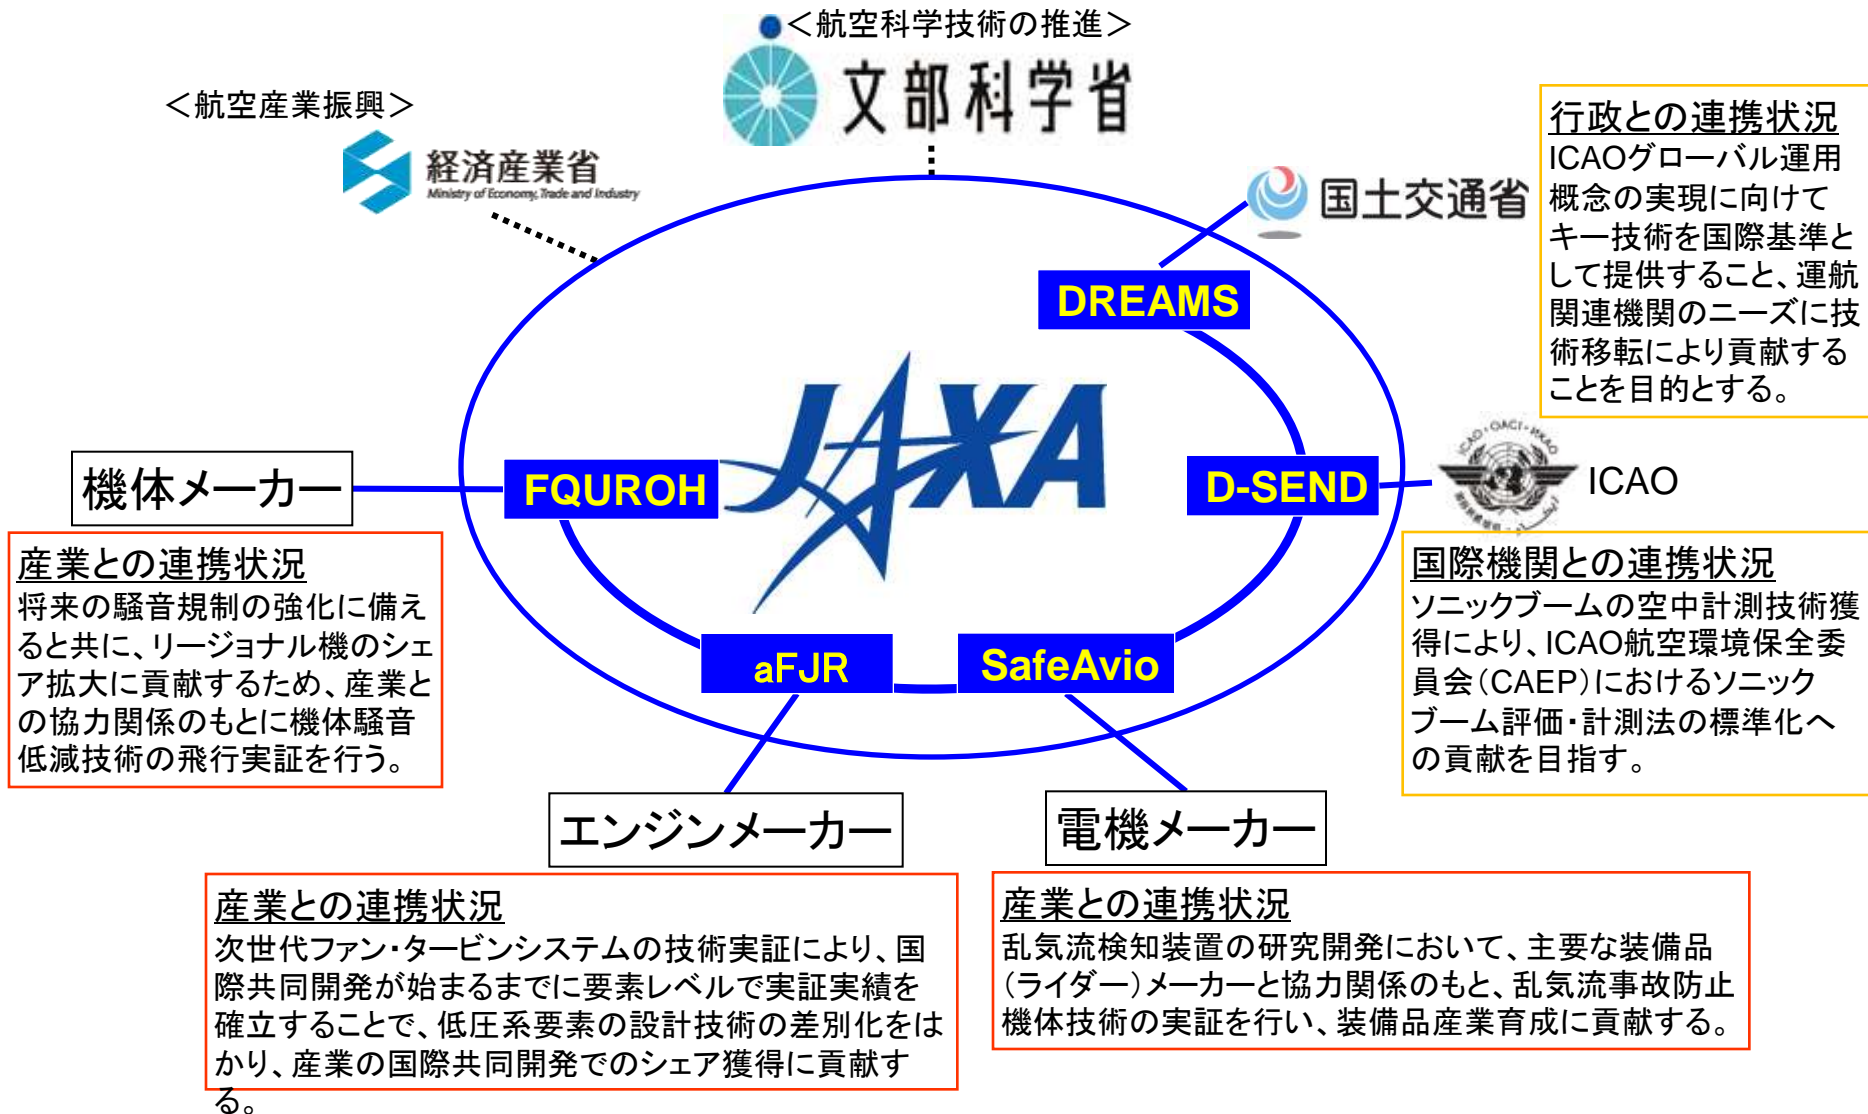 ＜航空科学技術の推進＞
文部科学省
＜航空産業振興＞
経済産業省
Ministry of Economy, Trade and Industry
国土交通省
行政との連携状況
ICAOグローバル運用
概念の実現に向けて
キー技術を国際基準と
して提供すること、運航
関連機関のニーズに技
術移転により貢献する
ことを目的とする。
DREAMS
JAXA
機体メーカー
FQUROH
D-SEND
ICAO・OACI・ИКАО
ICAO
産業との連携状況
将来の騒音規制の強化に備え
ると共に、リージョナル機のシェ
ア拡大に貢献するため、産業と
の協力関係のもとに機体騒音
低減技術の飛行実証を行う。
国際機関との連携状況
ソニックブームの空中計測技術獲
得により、ICAO航空環境保全委
員会（CAEP）におけるソニック
ブーム評価・計測法の標準化へ
の貢献を目指す。
aFJR
SafeAvio
エンジンメーカー
電機メーカー
産業との連携状況
次世代ファン・タービンシステムの技術実証により、国
際共同開発が始まるまでに要素レベルで実証実績を
確立することで、低圧系要素の設計技術の差別化をは
かり、産業の国際共同開発でのシェア獲得に貢献す
る。
産業との連携状況
乱気流検知装置の研究開発において、主要な装備品
（ライダー）メーカーと協力関係のもと、乱気流事故防止
機体技術の実証を行い、装備品産業育成に貢献する。